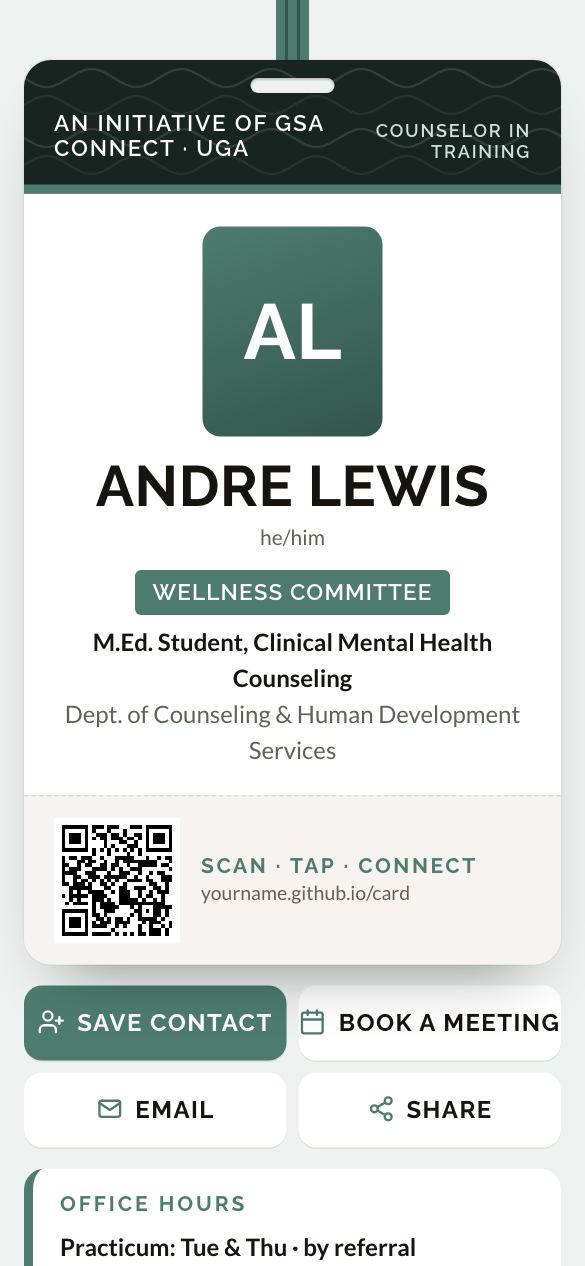 AN INITIATIVE OF GSA
CONNECT · UGA
COUNSELOR IN
TRAINING
AL
ANDRE LEWIS
he/him
WELLNESS COMMITTEE
M.Ed. Student, Clinical Mental Health
Counseling
Dept. of Counseling & Human Development
Services
SCAN · TAP · CONNECT
yourname.github.io/card
SAVE CONTACT
BOOK A MEETING
EMAIL
SHARE
OFFICE HOURS
Practicum: Tue & Thu · by referral